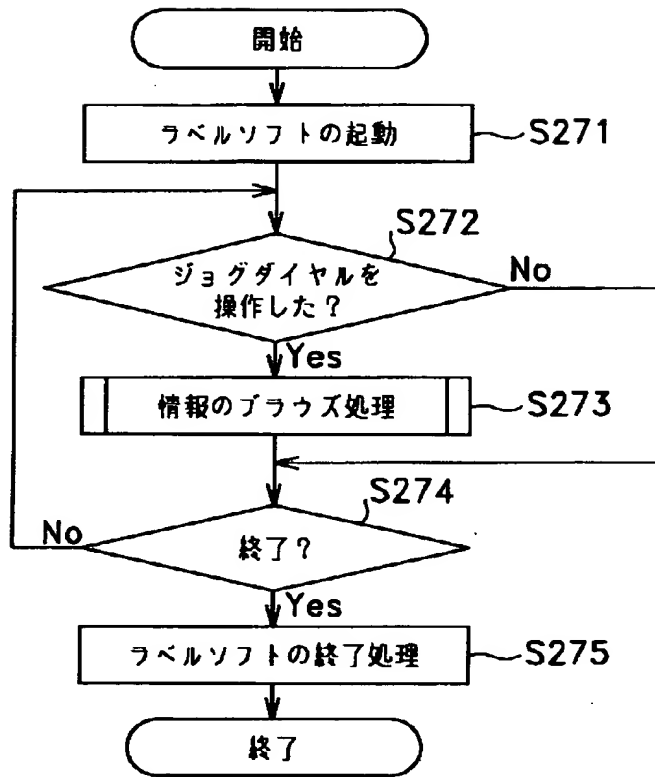 開始
ラベルソフトの起動
S271
S272
ジョグダイヤルを
操作した?
No
Yes
情報のブラウズ処理
S273
S274
No
終了?
Yes
ラベルソフトの終了処理
S275
終了